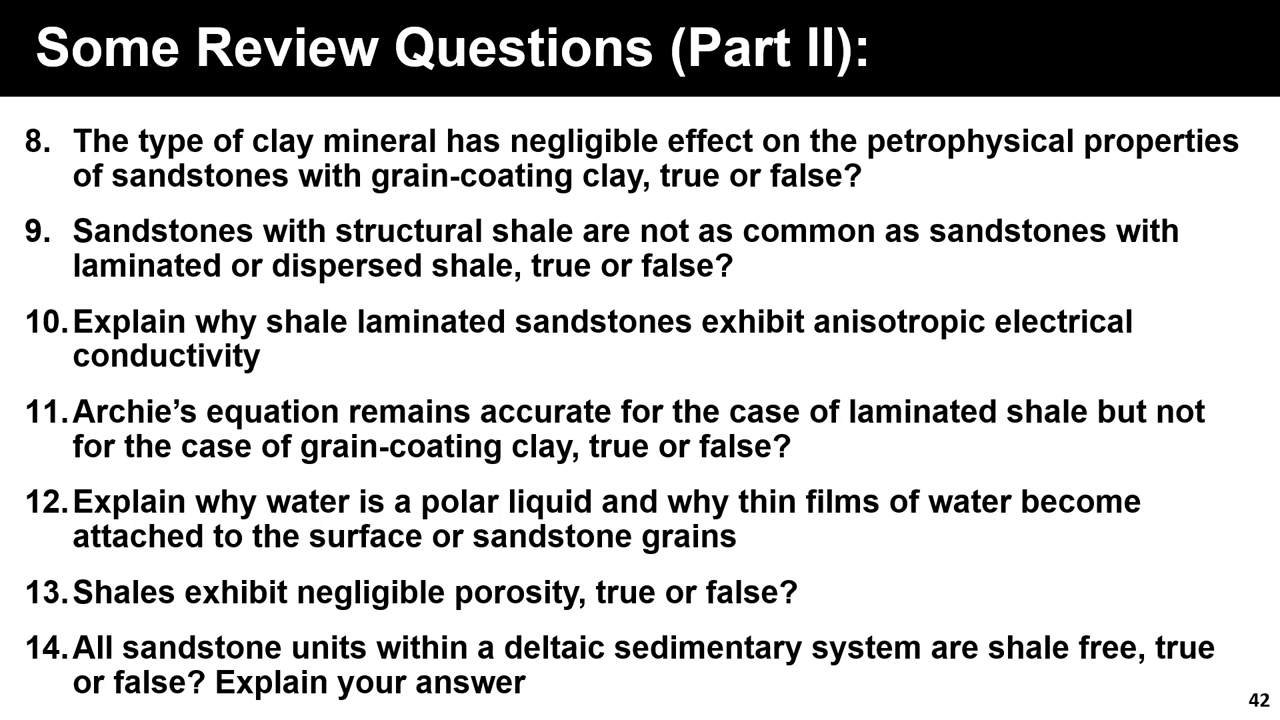 Some Review Questions (Part II):
8. The type of clay mineral has negligible effect on the petrophysical properties
of sandstones with grain-coating clay, true or false?
9. Sandstones with structural shale are not as common as sandstones with
laminated or dispersed shale, true or false?
10. Explain why shale laminated sandstones exhibit anisotropic electrical
conductivity
11. Archie’s equation remains accurate for the case of laminated shale but not
for the case of grain-coating clay, true or false?
12. Explain why water is a polar liquid and why thin films of water become
attached to the surface or sandstone grains
13. Shales exhibit negligible porosity, true or false?
14. All sandstone units within a deltaic sedimentary system are shale free, true
or false? Explain your answer
42